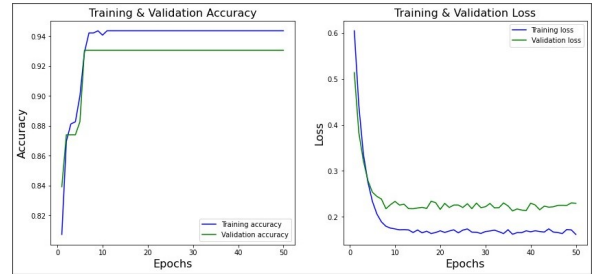 Training & Validation Accuracy
0.94
0.92
0.90
0.88
0.86
0.84
0.82
Accuracy
Training accuracy
Validation accuracy
0 10 20 30 40 50
Epochs
Training & Validation Loss
Training loss
Validation loss
0.6
0.5
0.4
0.3
0.2
Loss
0 10 20 30 40 50
Epochs